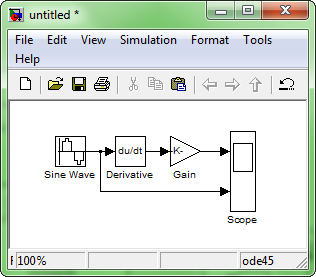 untitled *
File Edit View Simulation Format Tools
Help
du/dt
K-
Sine Wave
Derivative
Gain
Scope
100%
ode45